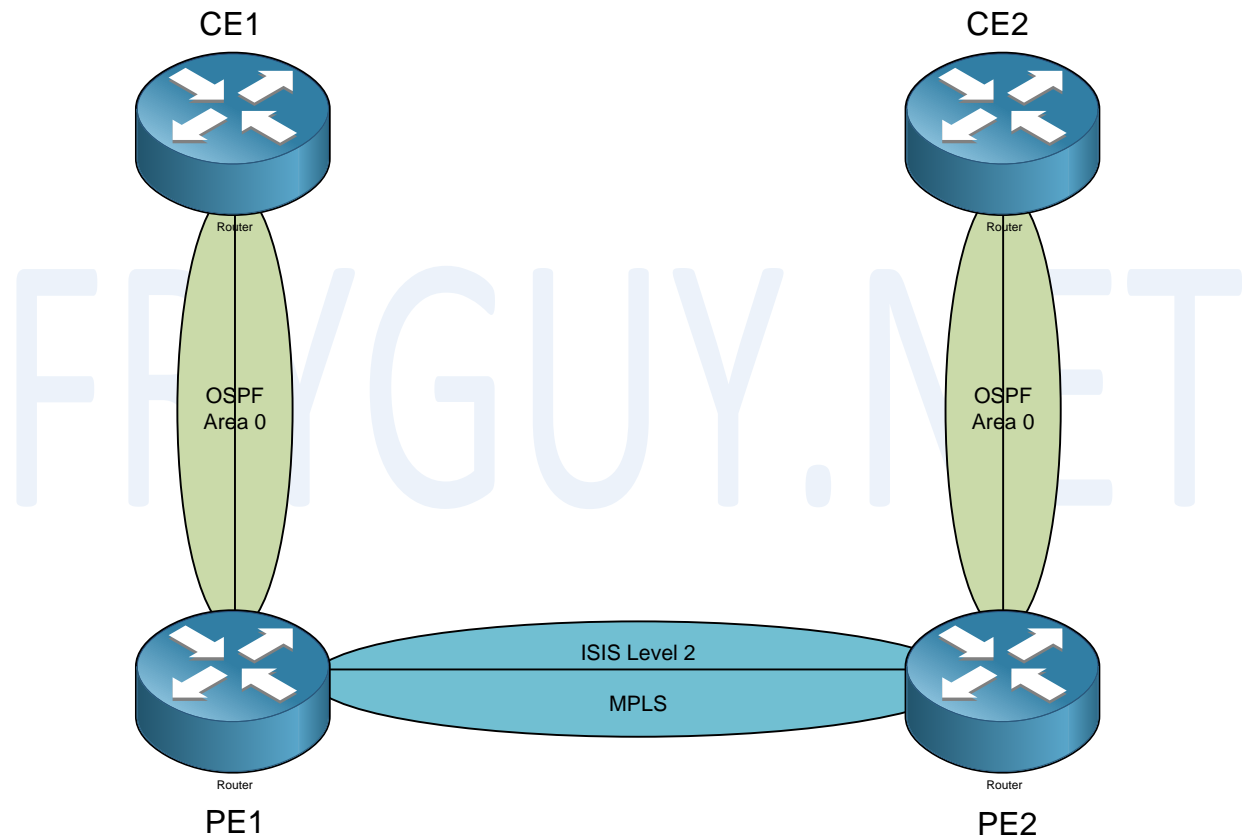 CE1
CE2
Router
Router
FRYGUY.NET
OSPF
Area 0
OSPF
Area 0
ISIS Level 2
MPLS
Router
Router
PE1
PE2